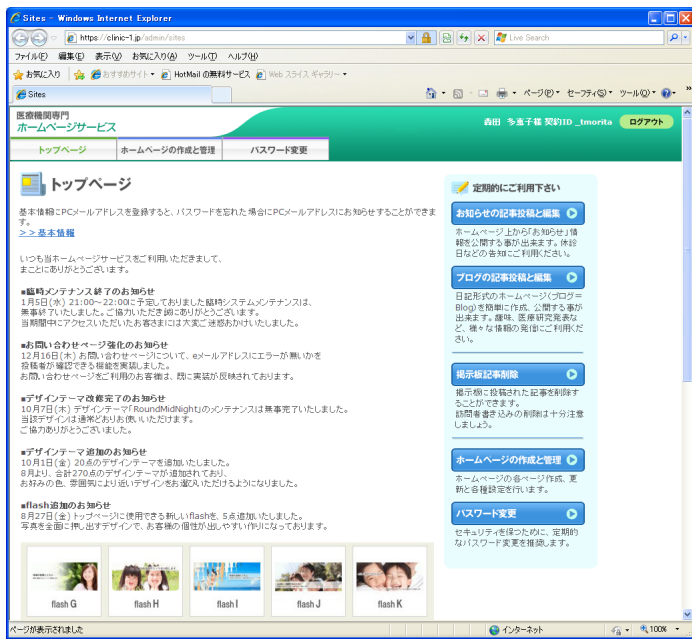 Sites - Windows Internet Explorer
https://clinic-1.jp/admin/sites
Live Search
ファイル(F) 編集(E) 表示(V) お気に入り(A) ツール(T) ヘルプ(H)
お気に入り おすすめサイト HotMail の無料サービス Web スライス ギャラリー
Sites
ページ(P) セーフティ(S) ツール(O)
医療機関専門
ホームページサービス
森田 多恵子様 契約ID _tmorita ログアウト
トップページ ホームページの作成と管理 パスワード変更
トップページ
基本情報にPCメールアドレスを登録すると、パスワードを忘れた場合にPCメールアドレスにお知らせすることができま
す。
>>基本情報
いつも当ホームページサービスをご利用いただきまして、
まことにありがとうございます。
■臨時メンテナンス終了のお知らせ
1月5日(水) 21:00~22:00に予定しておりました臨時システムメンテナンスは、
無事終了いたしました。ご協力いただき誠にありがとうございます。
当期間中にアクセスいただいたお客さまには大変ご迷惑おかけいたしました。
■お問い合わせページ強化のお知らせ
12月16日(木) お問い合わせページについて、eメールアドレスにエラーが無いかを
投稿者が確認できる機能を実装しました。
お問い合わせページをご利用のお客様は、既に実装が反映されております。
■デザインテーマ改修完了のお知らせ
10月7日(木) デザインテーマ「RoundMidNight」のメンテナンスは無事完了いたしました。
当該デザインは通常どおりお使いいただけます。
ご協力ありがとうございました。
■デザインテーマ追加のお知らせ
10月1日(金) 20点のデザインテーマを追加いたしました。
8月より、合計270点のデザインテーマが追加されており、
お好みの色、雰囲気により近いデザインをお選びいただけるようになりました。
■flash追加のお知らせ
8月27日(金) トップページに使用できる新しいflashを、5点追加いたしました。
写真を全面に押し出すデザインで、お客様の個性が出しやすい作りになっております。
flash G flash H flash I flash J flash K
定期的にご利用下さい
お知らせの記事投稿と編集
ホームページ上から「お知らせ」情
報を公開する事が出来ます。休診
日などの告知にご利用ください。
ブログの記事投稿と編集
日記形式のホームページ(ブログ=
Blog)を簡単に作成、公開する事が
出来ます。趣味、医療研究発表な
ど、様々な情報の発信にご利用くだ
さい。
掲示板記事削除
掲示板に投稿された記事を削除す
ることができます。
訪問者書き込みの削除は十分注意
しましょう。
ホームページの作成と管理
ホームページの各ページ作成、更
新と各種設定を行います。
パスワード変更
セキュリティを保つために、定期的
なパスワード変更を推奨します。
ページが表示されました インターネット 100%